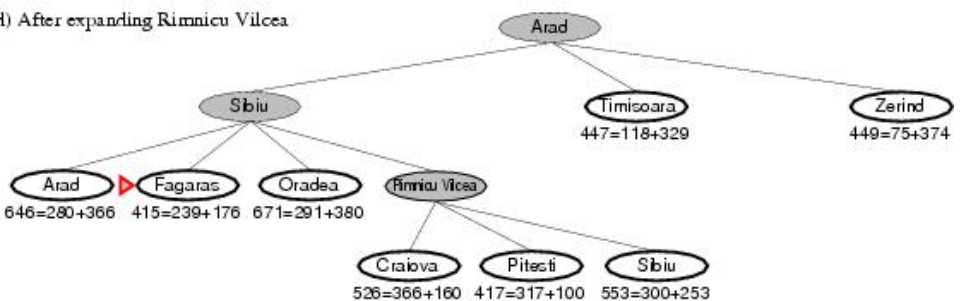 d) After expanding Rimnicu Vilcea
Arad
Sibiu
Timisoara
Zerind
447=118+329
449=75+374
Arad
Fagaras
Oradea
Rimnicu Vilcea
646=280+366
415=239+176
671=291+380
Craiova
Pitesti
Sibiu
526=366+160
417=317+100
553=300+253